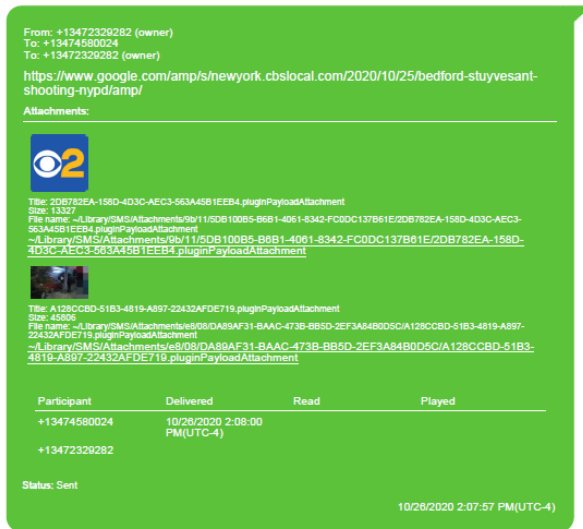 From: +13472329282 (owner)
To: +13474580024
To: +13472329282 (owner)
https://www.google.com/amp/s/newyork.cbslocal.com/2020/10/25/bedford-stuyvesant-
shooting-nypd/amp/
Attachments:
2
Title: 2DB782EA-158D-4D3C-AEC3-563A45B1EEB4.pluginPayloadAttachment
Size: 13327
File name: ~/Library/SMS/Attachments/9b/11/5DB100B5-B6B1-4061-8342-FC0DC137B61E/2DB782EA-158D-4D3C-AEC3-
563A45B1EEB4.pluginPayloadAttachment
~/Library/SMS/Attachments/9b/11/5DB100B5-B6B1-4061-8342-FC0DC137B61E/2DB782EA-158D-
4D3C-AEC3-563A45B1EEB4.pluginPayloadAttachment
Title: A128CCBD-51B3-4819-A897-22432AFDE719.pluginPayloadAttachment
Size: 45806
File name: ~/Library/SMS/Attachments/e8/08/DA89AF31-BAAC-473B-BB5D-2EF3A84B0D5C/A128CCBD-51B3-4819-A897-
22432AFDE719.pluginPayloadAttachment
~/Library/SMS/Attachments/e8/08/DA89AF31-BAAC-473B-BB5D-2EF3A84B0D5C/A128CCBD-51B3-
4819-A897-22432AFDE719.pluginPayloadAttachment
Participant Delivered Read Played
+13474580024 10/26/2020 2:08:00
PM(UTC-4)
+13472329282
Status: Sent
10/26/2020 2:07:57 PM(UTC-4)